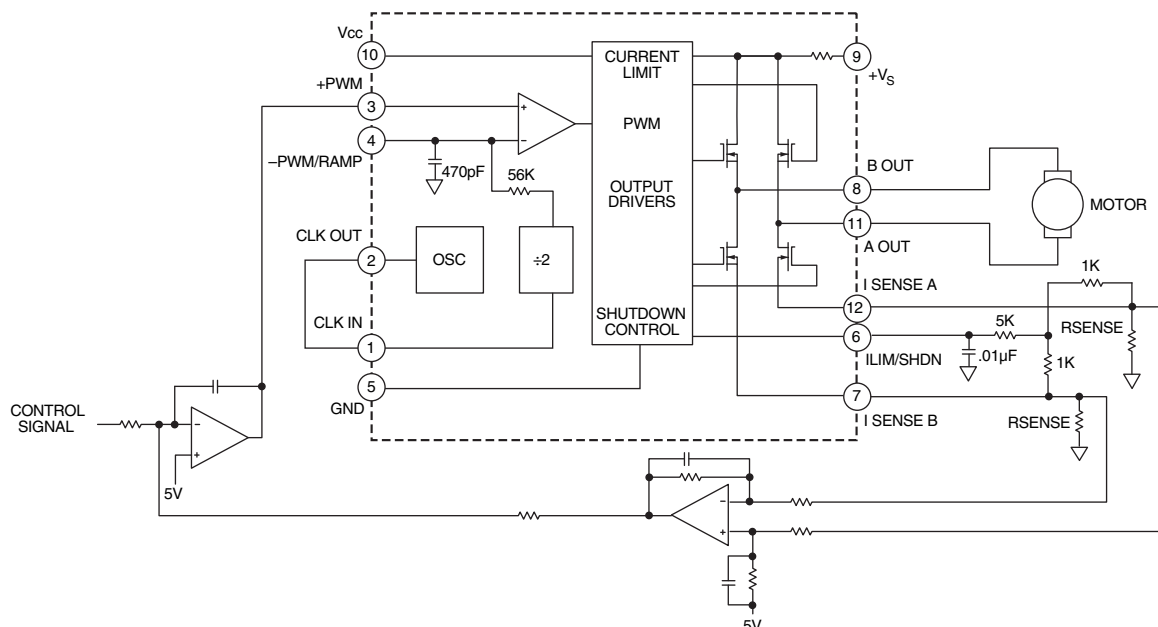 Vcc
10
+PWM
3
4
–PWM/RAMP
470pF
56K
CLK OUT
2
OSC
÷2
CLK IN
1
5
GND
CURRENT
LIMIT
PWM
OUTPUT
DRIVERS
SHUTDOWN
CONTROL
9
+VS
B OUT
8
11
A OUT
MOTOR
I SENSE A
12
1K
5K
RSENSE
6
ILIM/SHDN
.01µF
1K
7
I SENSE B
RSENSE
CONTROL
SIGNAL
5V
5V
+
–
–
+
–
+